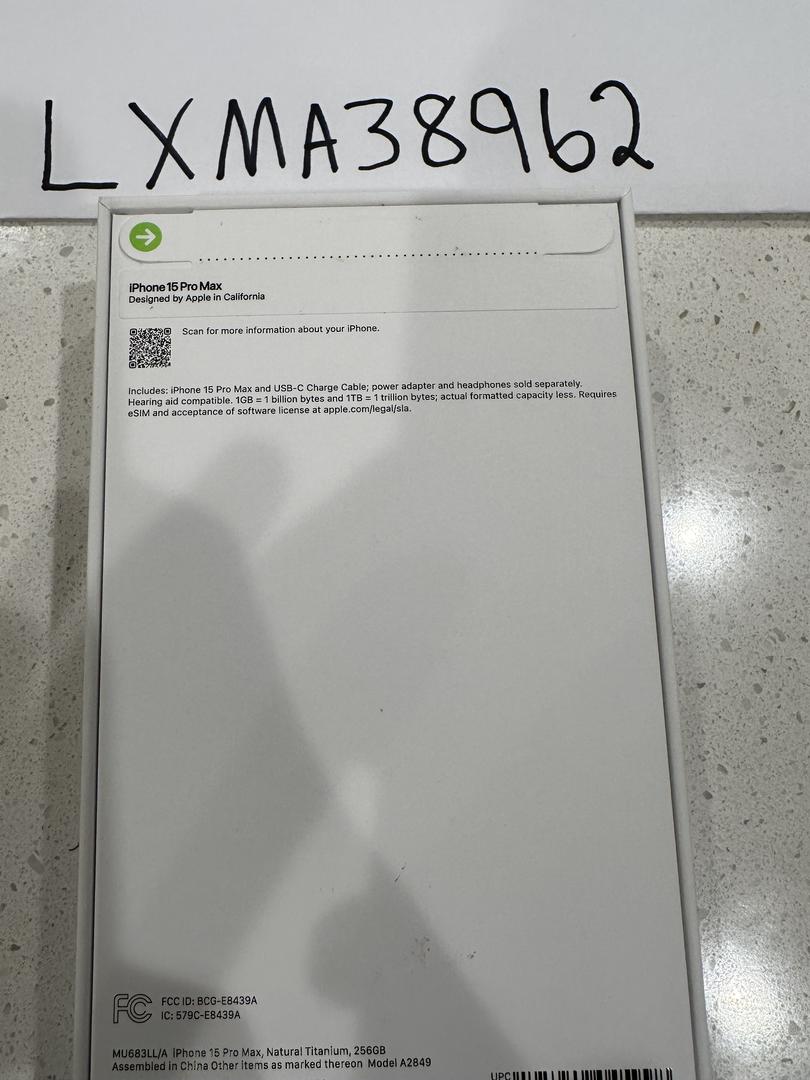 LXMA38962
iPhone 15 Pro Max
Designed by Apple in California
Scan for more information about your iPhone.
Includes: iPhone 15 Pro Max and USB-C Charge Cable; power adapter and headphones sold separately.
Hearing aid compatible. 1GB = 1 billion bytes and 1TB = 1 trillion bytes; actual formatted capacity less. Requires
eSIM and acceptance of software license at apple.com/legal/sla.
FC FCC ID: BCG-E8439A
IC: 579C-E8439A
MU683LL/A iPhone 15 Pro Max, Natural Titanium, 256GB
Assembled in China Other items as marked thereon Model A2849
UPC